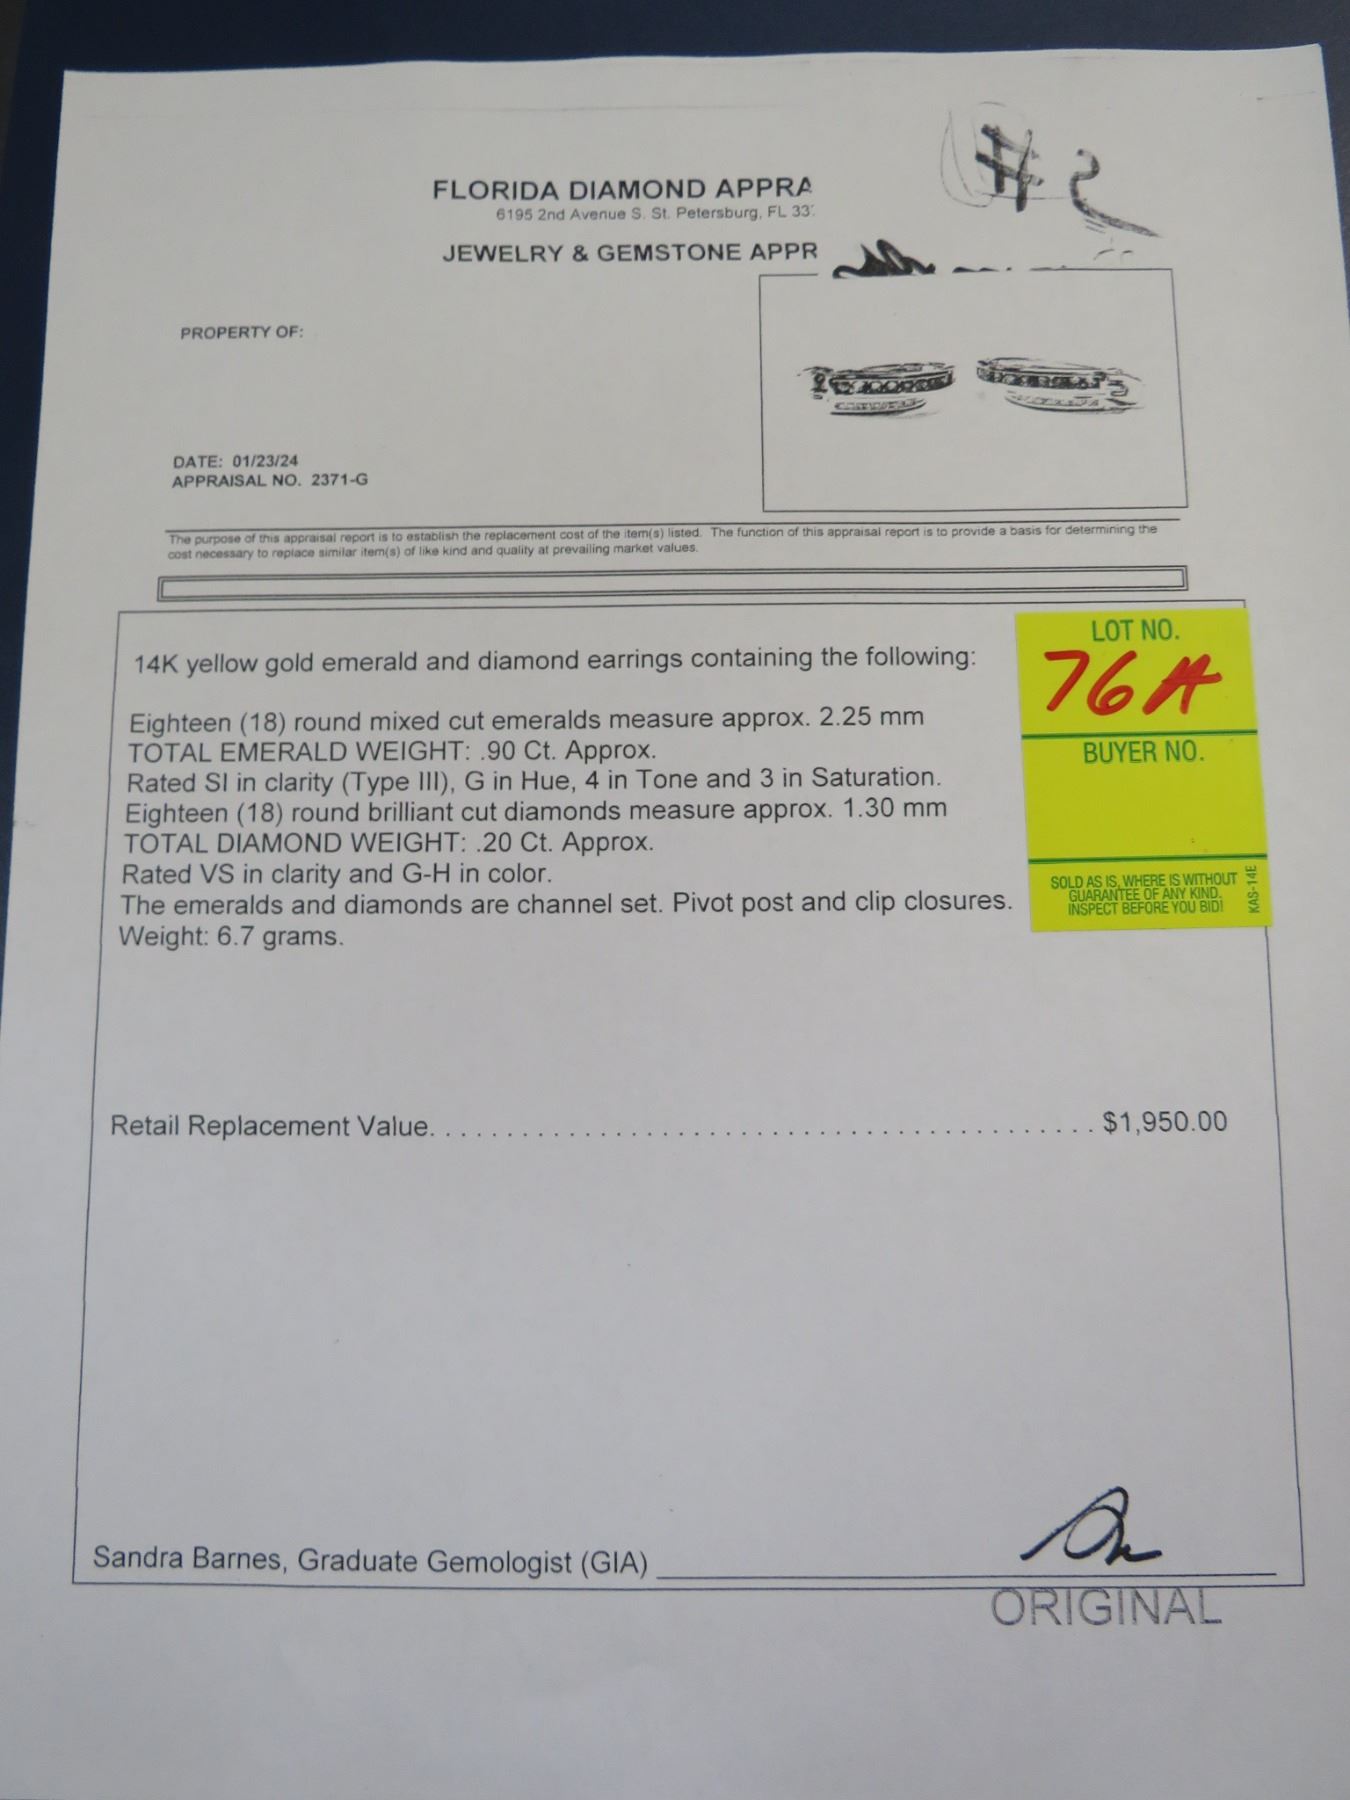 # 2
FLORIDA DIAMOND APPRA
6195 2nd Avenue S. St. Petersburg, FL 33
JEWELRY & GEMSTONE APPR
PROPERTY OF:
DATE: 01/23/24
APPRAISAL NO. 2371-G
The purpose of this appraisal report is to establish the replacement cost of the item(s) listed. The function of this appraisal report is to provide a basis for determining the
cost necessary to replace similar item(s) of like kind and quality at prevailing market values.
14K yellow gold emerald and diamond earrings containing the following:
Eighteen (18) round mixed cut emeralds measure approx. 2.25 mm
TOTAL EMERALD WEIGHT: .90 Ct. Approx.
Rated SI in clarity (Type III), G in Hue, 4 in Tone and 3 in Saturation.
Eighteen (18) round brilliant cut diamonds measure approx. 1.30 mm
TOTAL DIAMOND WEIGHT: .20 Ct. Approx.
Rated VS in clarity and G-H in color.
The emeralds and diamonds are channel set. Pivot post and clip closures.
Weight: 6.7 grams.
LOT NO.
76A
BUYER NO.
SOLD AS IS, WHERE IS WITHOUT
GUARANTEE OF ANY KIND.
INSPECT BEFORE YOU BID!
KAS-14E
Retail Replacement Value. . . . . . . . . . . . . . . . . . . . . . . . . . . . . . . . . . . . . . . . . . . $1,950.00
Sandra Barnes, Graduate Gemologist (GIA)
ORIGINAL